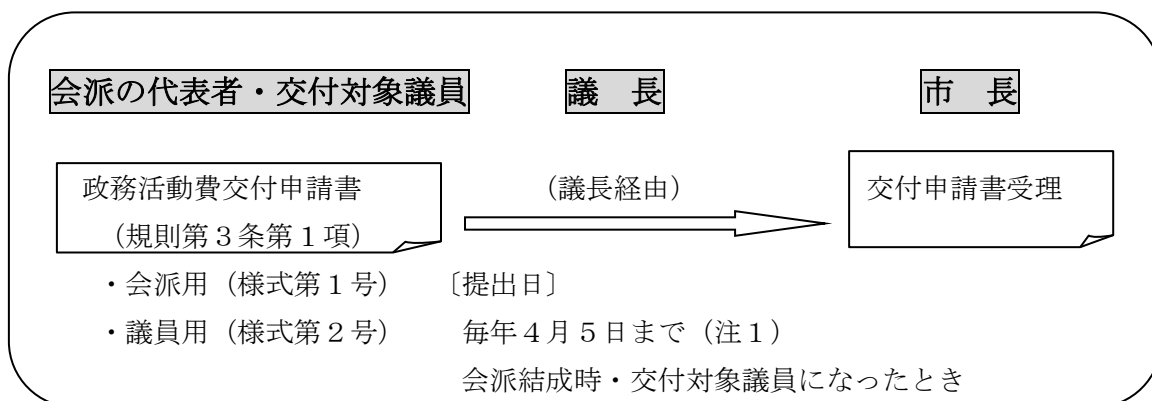 会派の代表者・交付対象議員　議　長　市　長
政務活動費交付申請書　（議長経由）　交付申請書受理
（規則第３条第１項）
・会派用（様式第１号）　〔提出日〕
・議員用（様式第２号）　毎年４月５日まで（注１）
会派結成時・交付対象議員になったとき